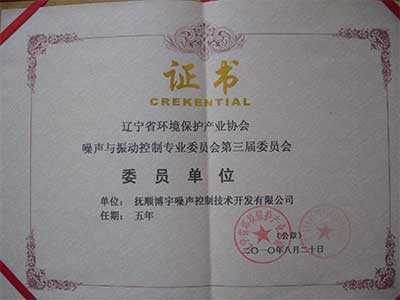 证书
CREKENTIAL
辽宁省环境保护产业协会
噪声与振动控制专业委员会第三届委员会
委员单位
单位：抚顺博宇噪声控制技术开发有限公司
任期：五年
（公章）
二〇一〇年八月二十日